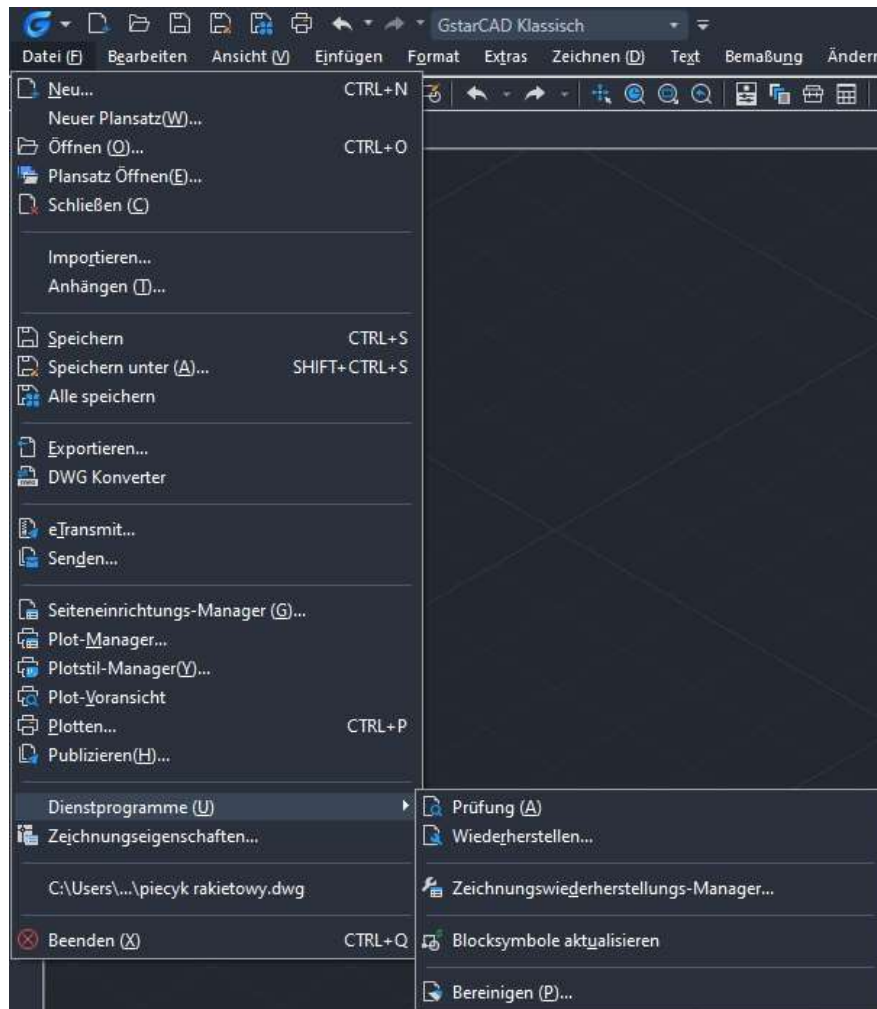 GstarCAD Klassisch
Datei (F) Bearbeiten Ansicht (V) Einfügen Format Extras Zeichnen (D) Text Bemaßung Ändern
Neu... CTRL+N
Neuer Plansatz(W)...
Öffnen (O)... CTRL+O
Plansatz Öffnen(E)...
Schließen (C)
Importieren...
Anhängen (T)...
Speichern CTRL+S
Speichern unter (A)... SHIFT+CTRL+S
Alle speichern
Exportieren...
DWG Konverter
eTransmit...
Senden...
Seiteneinrichtungs-Manager (G)...
Plot-Manager...
Plotstil-Manager(Y)...
Plot-Voransicht
Plotten... CTRL+P
Publizieren(H)...
Dienstprogramme (U)
Prüfung (A)
Zeichnungseigenschaften...
Wiederherstellen...
C:\Users\...\piecyk rakietowy.dwg
Zeichnungswiederherstellungs-Manager...
Beenden (X) CTRL+Q
Blocksymbole aktualisieren
Bereinigen (P)...